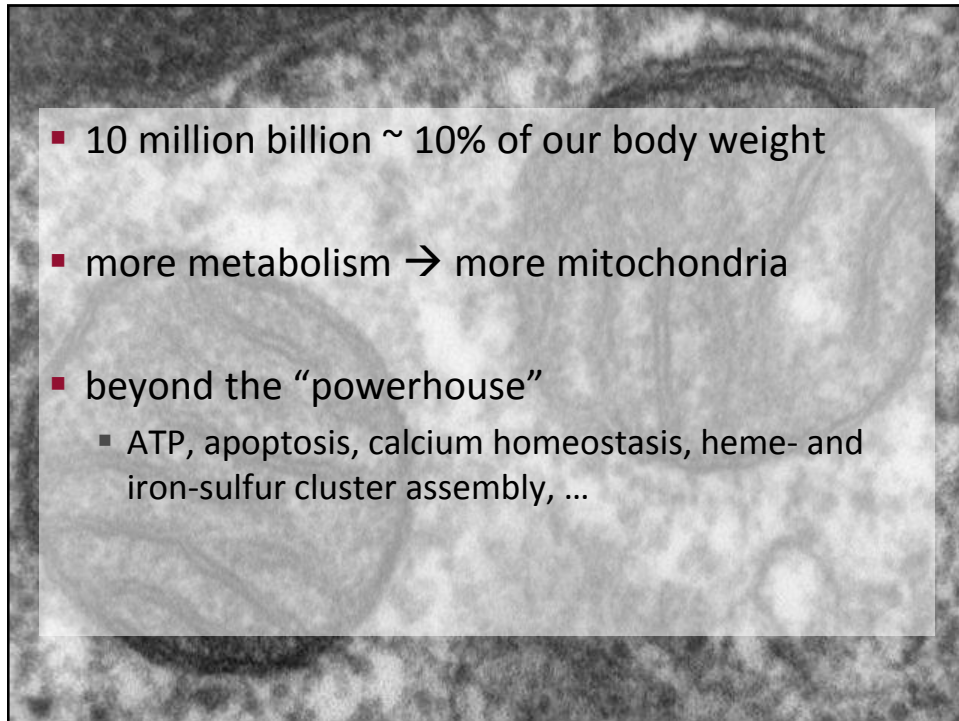 ▪ 10 million billion ~ 10% of our body weight
▪ more metabolism → more mitochondria
▪ beyond the “powerhouse”
▪ ATP, apoptosis, calcium homeostasis, heme- and
iron-sulfur cluster assembly, …